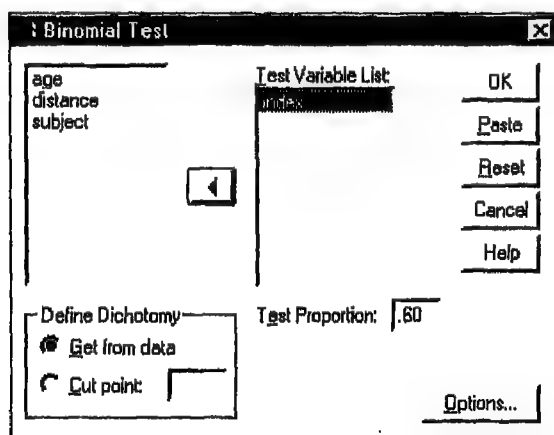 Binomial Test
age
distance
subject
Test Variable List:
index
OK
Paste
Reset
Cancel
Help
Define Dichotomy
Get from data
Cut point:
Test Proportion: .60
Options...